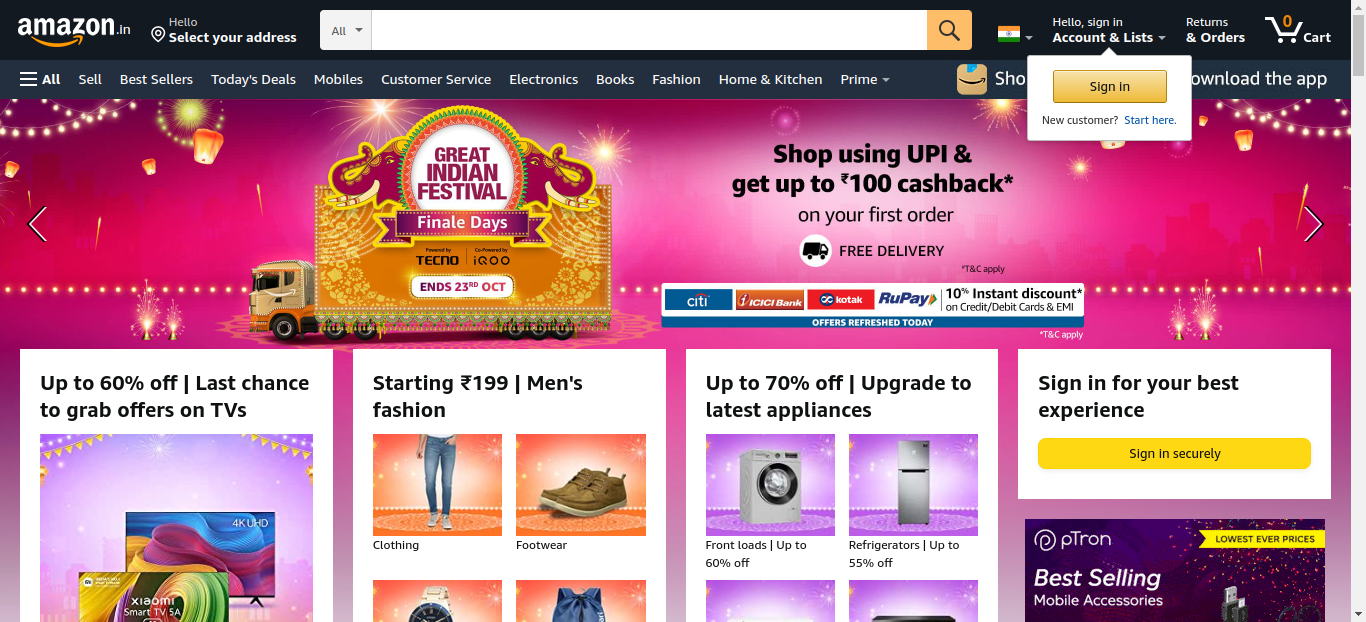 amazon.in
Hello
Select your address
All
Hello, sign in
Account & Lists
Returns
& Orders
0
Cart
All
Sell
Best Sellers
Today's Deals
Mobiles
Customer Service
Electronics
Books
Fashion
Home & Kitchen
Prime
Sho
ownload the app
Sign in
New customer? Start here.
GREAT
INDIAN
FESTIVAL
Finale Days
Powered by
TECNO
Co-Powered by
iQOO
ENDS 23RD OCT
Shop using UPI &
get up to ₹100 cashback*
on your first order
FREE DELIVERY
*T&C apply
citi
ICICI Bank
kotak
RuPay
10% Instant discount*
on Credit/Debit Cards & EMI
OFFERS REFRESHED TODAY
*T&C apply
Up to 60% off | Last chance
to grab offers on TVs
4K UHD
xiaomi
Smart TV 5A
Starting ₹199 | Men's
fashion
Clothing
Footwear
Up to 70% off | Upgrade to
latest appliances
Front loads | Up to
60% off
Refrigerators | Up to
55% off
Sign in for your best
experience
Sign in securely
pTron
LOWEST EVER PRICES
Best Selling
Mobile Accessories